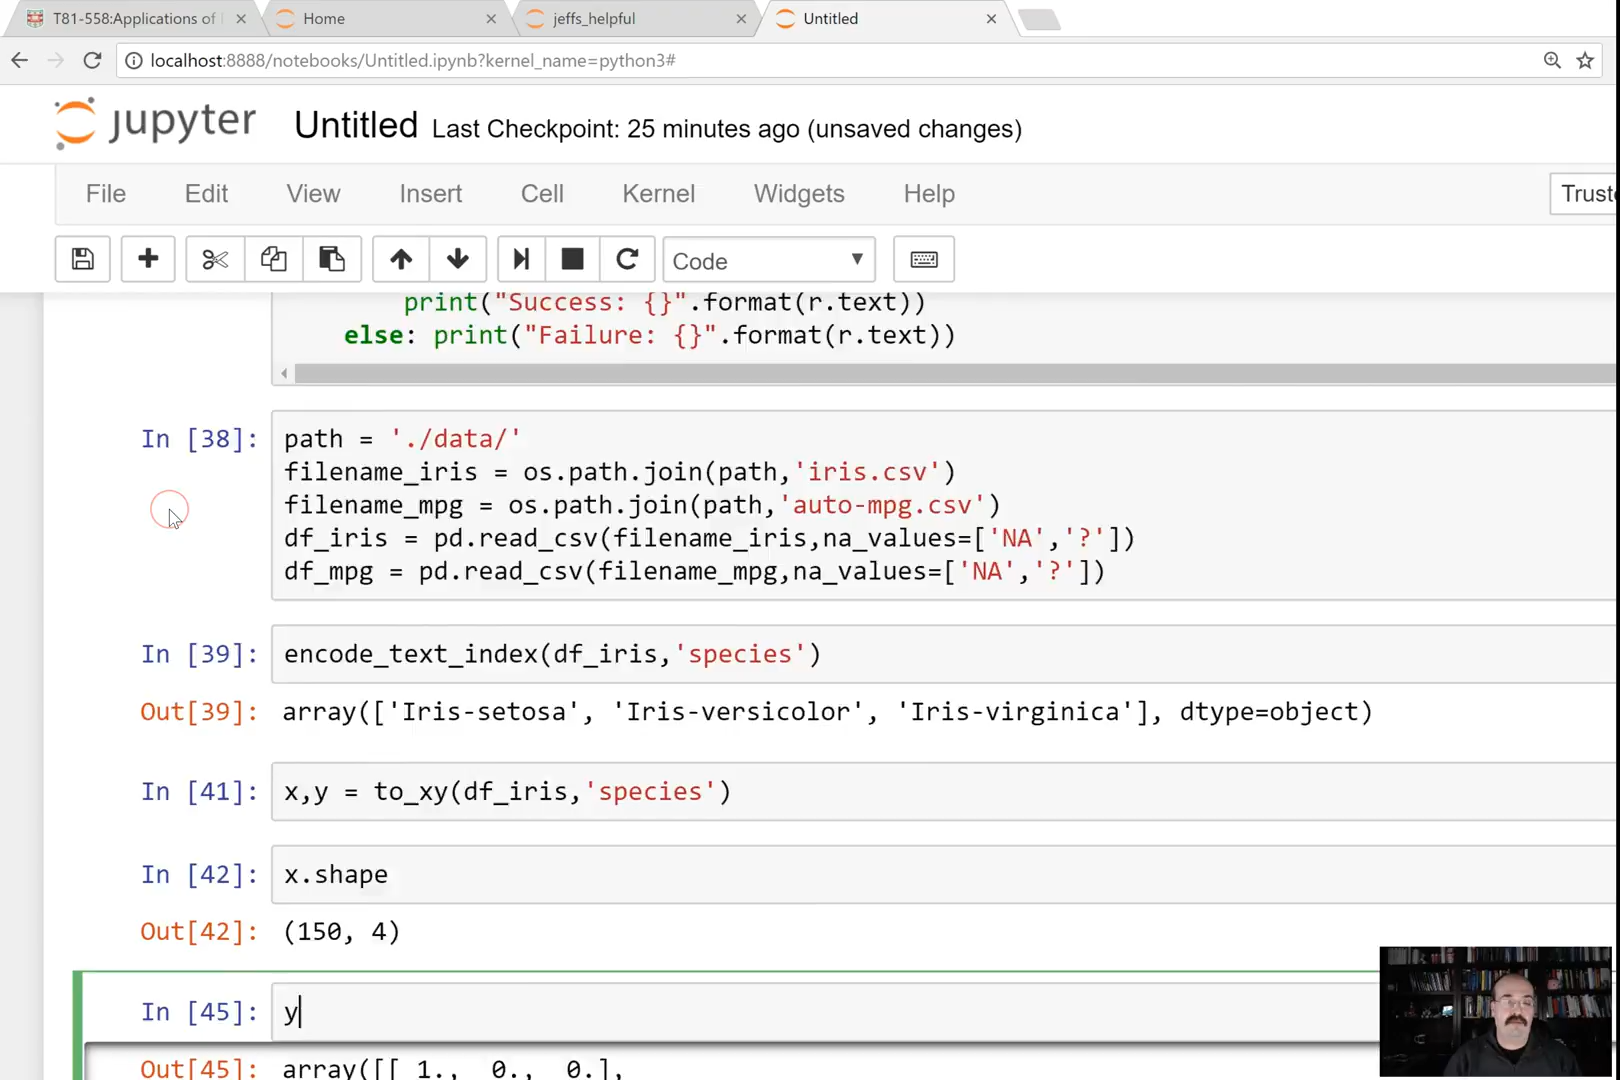 T81-558:Applications of
Home
jeffs_helpful
Untitled
localhost:8888/notebooks/Untitled.ipynb?kernel_name=python3#
jupyter Untitled Last Checkpoint: 25 minutes ago (unsaved changes)
File Edit View Insert Cell Kernel Widgets Help Truste
Code
print("Success: {}".format(r.text))
else: print("Failure: {}".format(r.text))
In [38]: path = './data/'
filename_iris = os.path.join(path,'iris.csv')
filename_mpg = os.path.join(path,'auto-mpg.csv')
df_iris = pd.read_csv(filename_iris,na_values=['NA','?'])
df_mpg = pd.read_csv(filename_mpg,na_values=['NA','?'])
In [39]: encode_text_index(df_iris,'species')
Out[39]: array(['Iris-setosa', 'Iris-versicolor', 'Iris-virginica'], dtype=object)
In [41]: x,y = to_xy(df_iris,'species')
In [42]: x.shape
Out[42]: (150, 4)
In [45]: y
Out[45]: array([[ 1., 0., 0.],